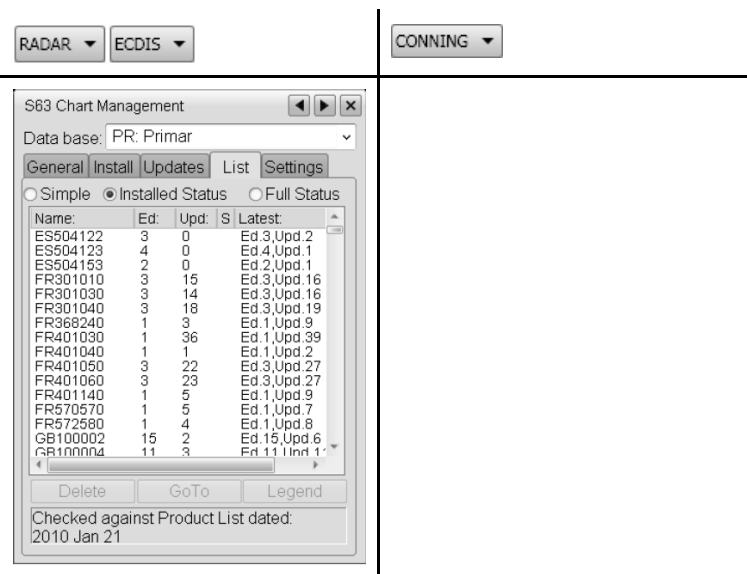 RADAR ECDIS CONNING
S63 Chart Management
Data base: PR: Primar
General Install Updates List Settings
Simple Installed Status Full Status
Name: Ed: Upd: S Latest:
ES504122 3 0 Ed.3,Upd.2
ES504123 4 0 Ed.4,Upd.1
ES504153 2 0 Ed.2,Upd.1
FR301010 3 15 Ed.3,Upd.16
FR301030 3 14 Ed.3,Upd.16
FR301040 3 18 Ed.3,Upd.19
FR368240 1 3 Ed.1,Upd.9
FR401030 1 36 Ed.1,Upd.39
FR401040 1 1 Ed.1,Upd.2
FR401050 3 22 Ed.3,Upd.27
FR401060 3 23 Ed.3,Upd.27
FR401140 1 5 Ed.1,Upd.9
FR570570 1 5 Ed.1,Upd.7
FR572580 1 4 Ed.1,Upd.8
GB100002 15 2 Ed.15,Upd.6
GB100004 11 3 Ed.11,Upd
Delete GoTo Legend
Checked against Product List dated:
2010 Jan 21